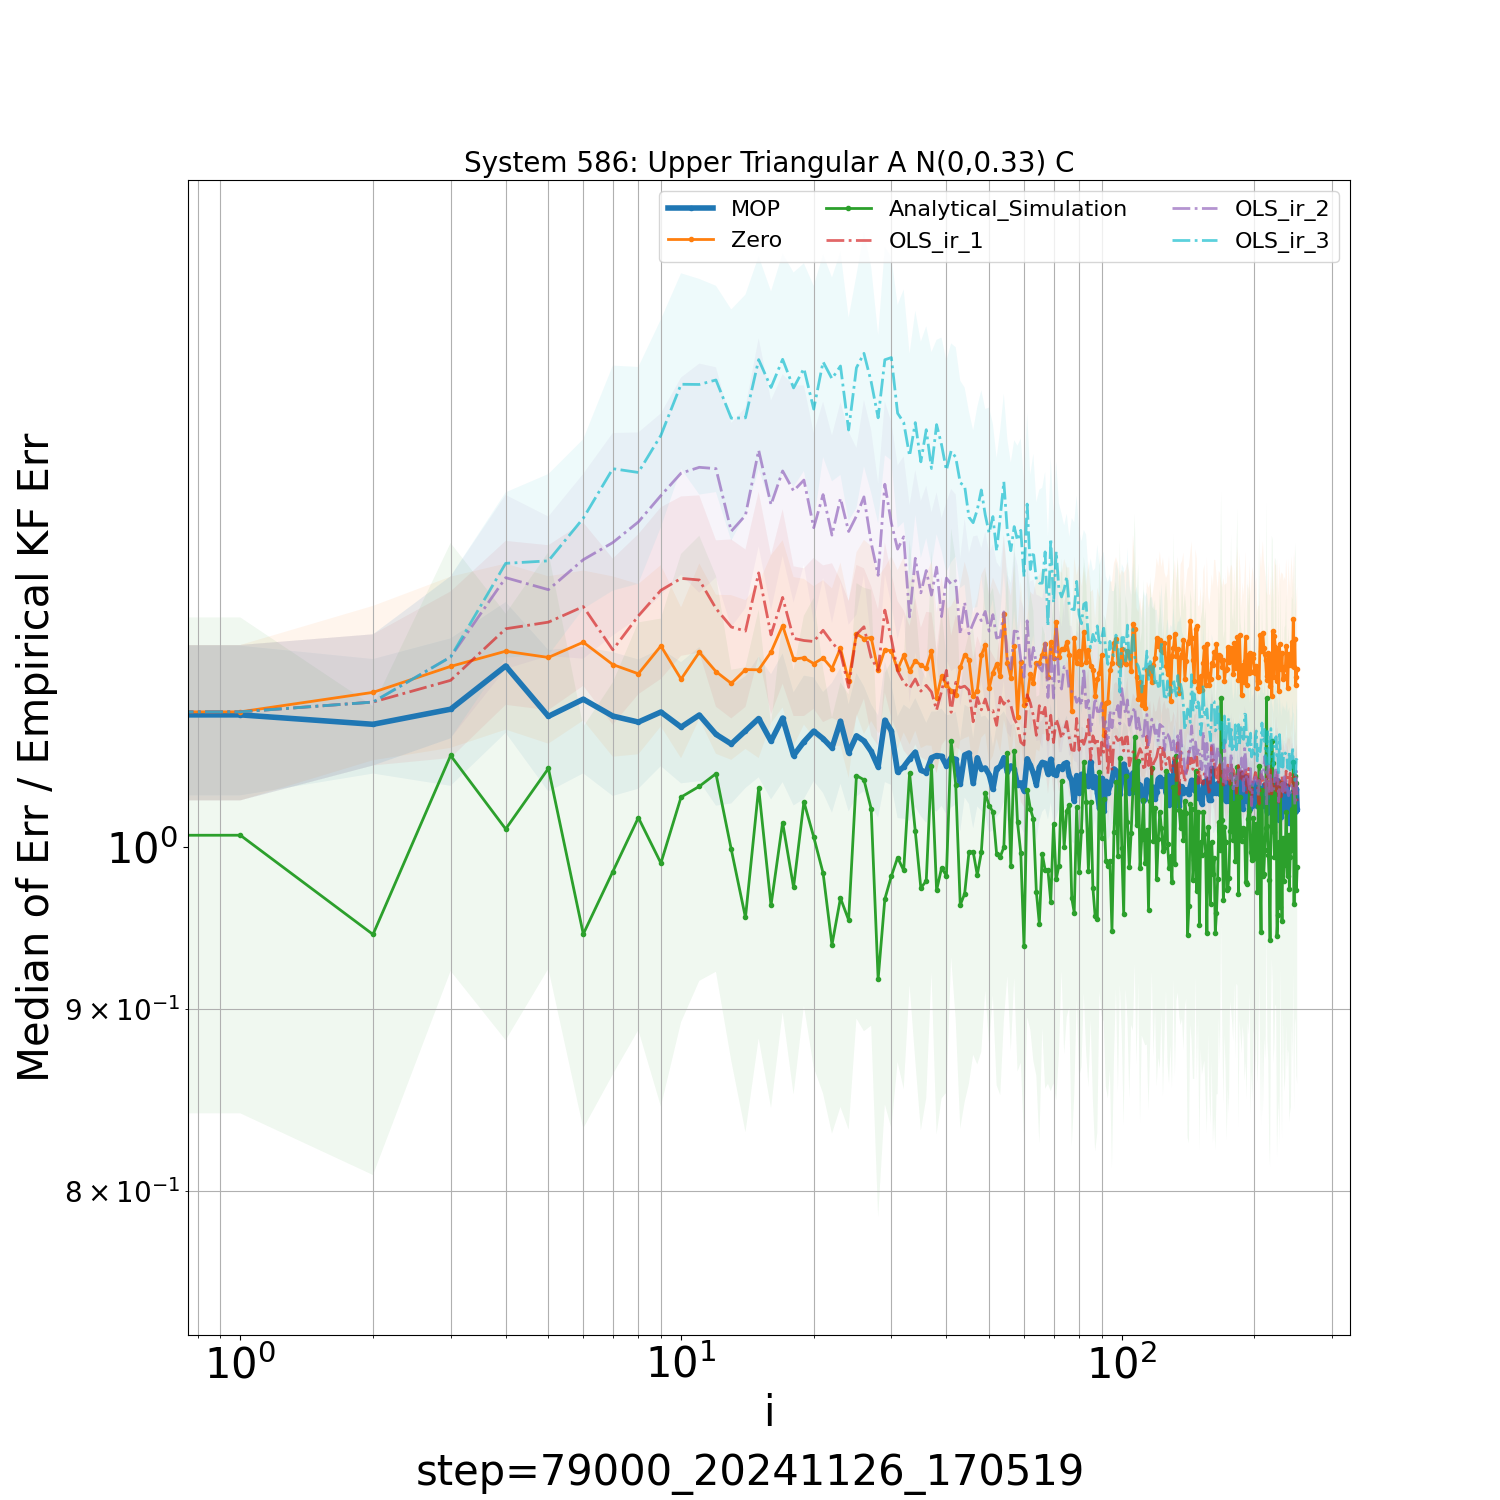 System 586: Upper Triangular A N(0,0.33) C
MOP
Zero
Analytical_Simulation
OLS_ir_1
OLS_ir_2
OLS_ir_3
Median of Err / Empirical KF Err
10⁰
9 × 10⁻¹
8 × 10⁻¹
10⁰
10¹
10²
i
step=79000_20241126_170519